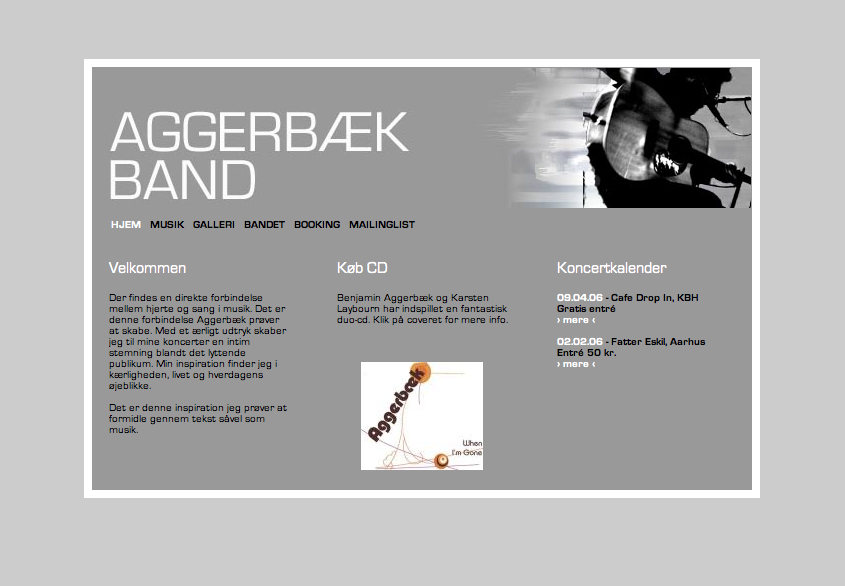 AGGERBÆK
BAND
HJEM MUSIK GALLERI BANDET BOOKING MAILINGLIST
Velkommen
Der findes en direkte forbindelse
mellem hjerte og sang i musik. Det er
denne forbindelse Aggerbæk prøver
at skabe. Med et ærligt udtryk skaber
jeg til mine koncerter en intim
stemning blandt det lyttende
publikum. Min inspiration finder jeg i
kærligheden, livet og hverdagens
øjeblikke.
Det er denne inspiration jeg prøver at
formidle gennem tekst såvel som
musik.
Køb CD
Benjamin Aggerbæk og Karsten
Laybourn har indspillet en fantastisk
duo-cd. Klik på coveret for mere info.
Aggerbæk
When
I'm Gone
Koncertkalender
09.04.06 - Cafe Drop In, KBH
Gratis entré
› mere ‹
02.02.06 - Fatter Eskil, Aarhus
Entré 50 kr.
› mere ‹